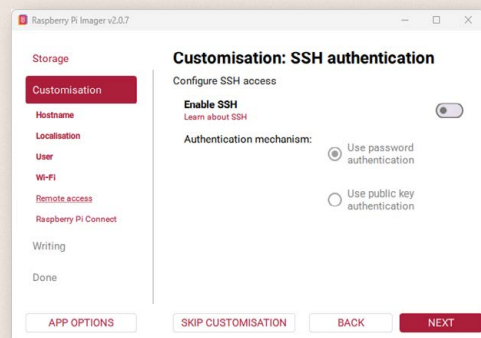 Raspberry Pi Imager v2.0.7
Storage
Customisation
Hostname
Localisation
User
Wi-Fi
Remote access
Raspberry Pi Connect
Writing
Done
APP OPTIONS
Customisation: SSH authentication
Configure SSH access
Enable SSH
Learn about SSH
Authentication mechanism:
Use password
authentication
Use public key
authentication
SKIP CUSTOMISATION
BACK
NEXT